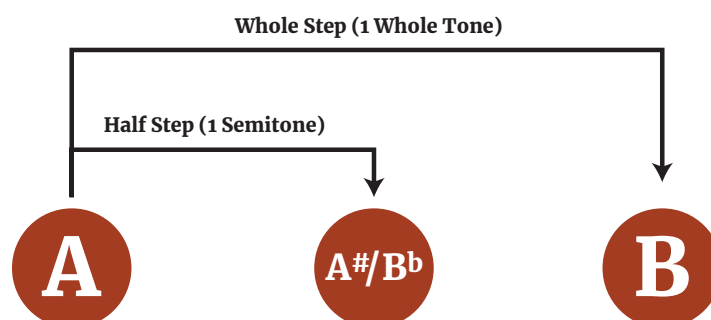 Whole Step (1 Whole Tone)
Half Step (1 Semitone)
A
A#/Bb
B